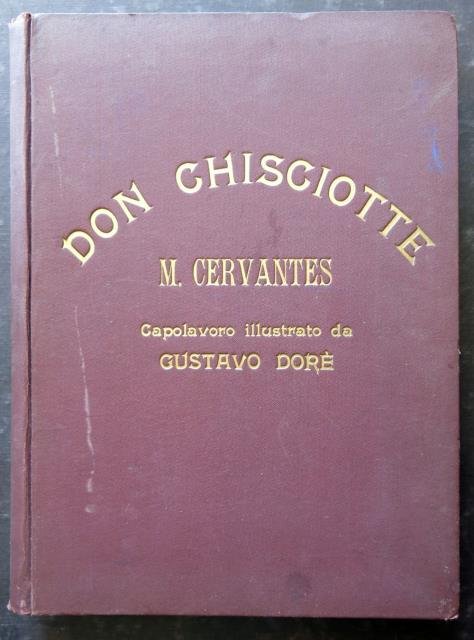 DON CHISCIOTTE
M. CERVANTES
Capolavoro illustrato da
GUSTAVO DORÈ